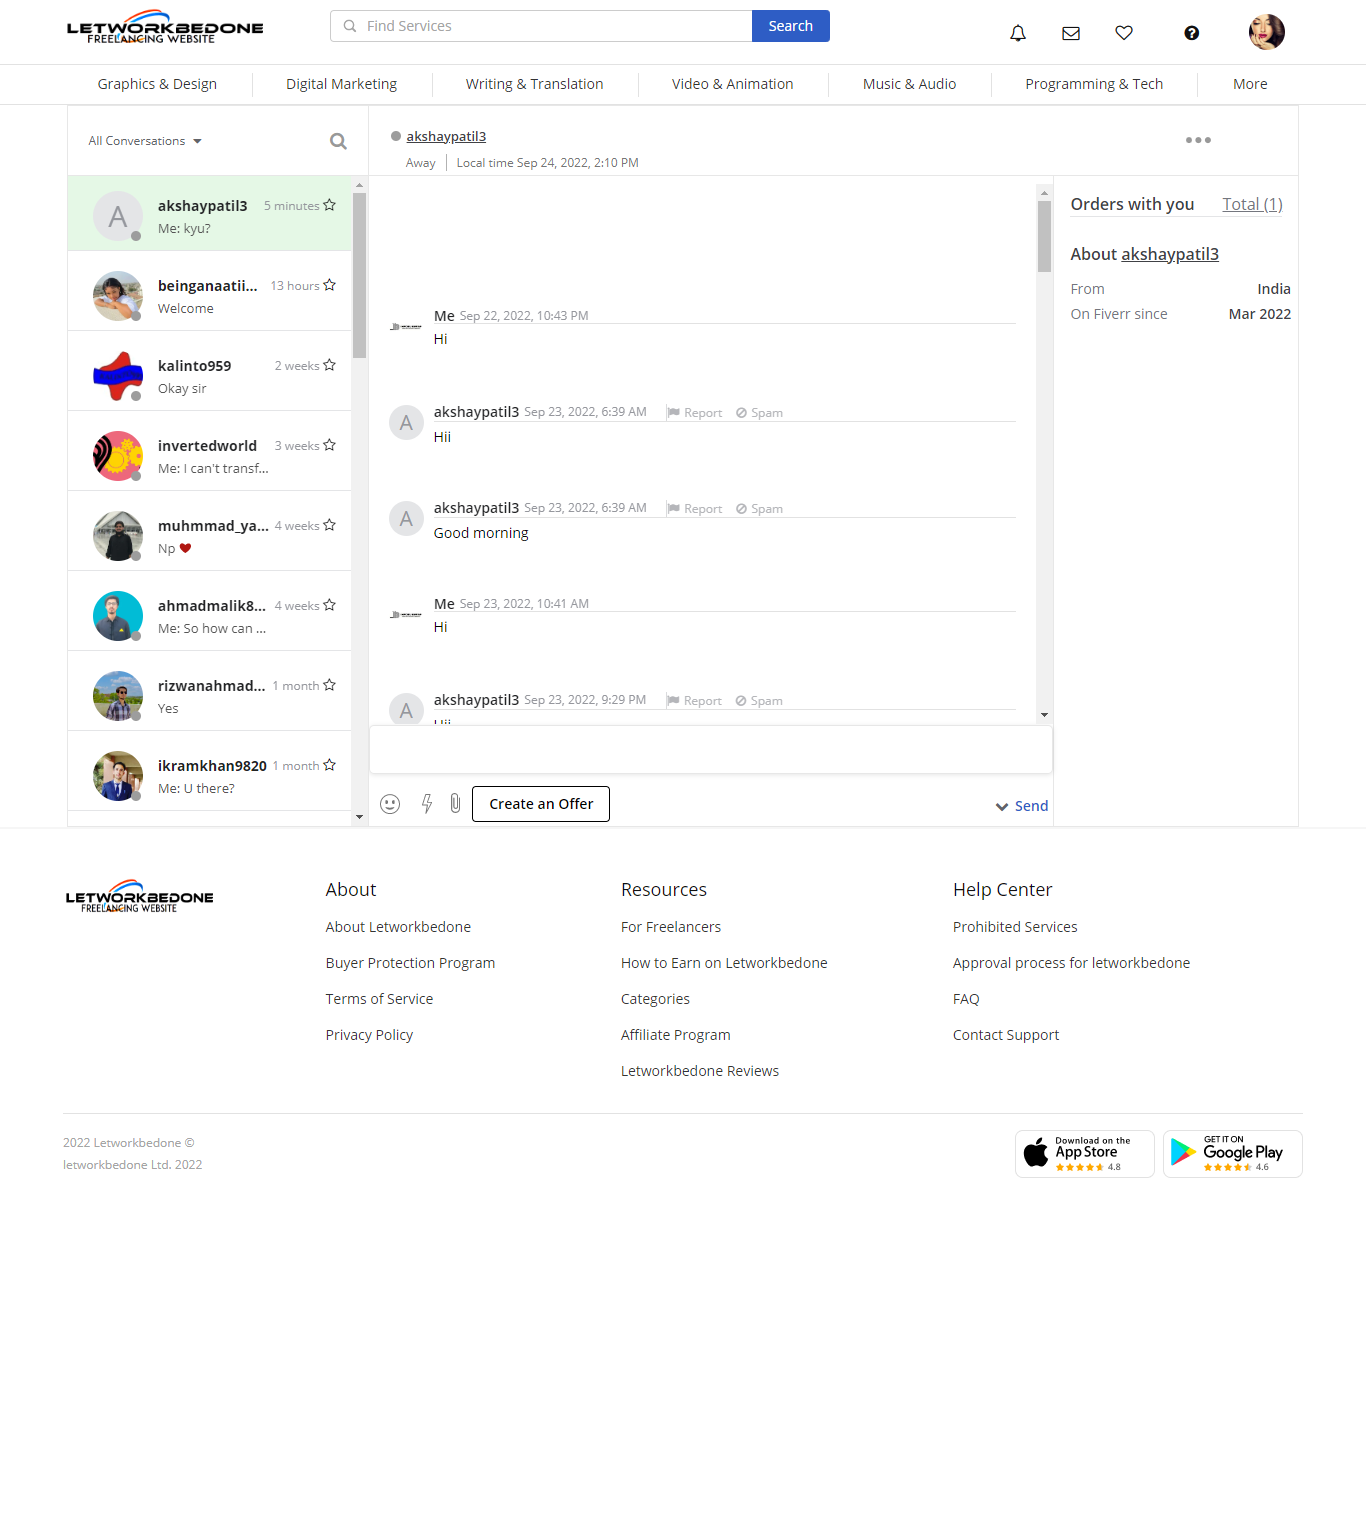 LETWORKBEDONE
FREELANCING WEBSITE
Find Services
Search
Graphics & Design
Digital Marketing
Writing & Translation
Video & Animation
Music & Audio
Programming & Tech
More
All Conversations
akshaypatil3
Away
Local time Sep 24, 2022, 2:10 PM
A
akshaypatil3
5 minutes
Me: kyu?
beinganaatii...
13 hours
Welcome
kalinto959
2 weeks
Okay sir
invertedworld
3 weeks
Me: I can't transf...
muhmmad_ya...
4 weeks
Np
ahmadmalik8...
4 weeks
Me: So how can ...
rizwanahmad...
1 month
Yes
ikramkhan9820
1 month
Me: U there?
Me Sep 22, 2022, 10:43 PM
Hi
A
akshaypatil3 Sep 23, 2022, 6:39 AM Report Spam
Hii
A
akshaypatil3 Sep 23, 2022, 6:39 AM Report Spam
Good morning
Me Sep 23, 2022, 10:41 AM
Hi
A
akshaypatil3 Sep 23, 2022, 9:29 PM Report Spam
Hii
Create an Offer
Send
Orders with you
Total (1)
About akshaypatil3
From India
On Fiverr since Mar 2022
LETWORKBEDONE
FREELANCING WEBSITE
About
About Letworkbedone
Buyer Protection Program
Terms of Service
Privacy Policy
Resources
For Freelancers
How to Earn on Letworkbedone
Categories
Affiliate Program
Letworkbedone Reviews
Help Center
Prohibited Services
Approval process for letworkbedone
FAQ
Contact Support
2022 Letworkbedone ©
letworkbedone Ltd. 2022
Download on the
App Store
4.8
GET IT ON
Google Play
4.6